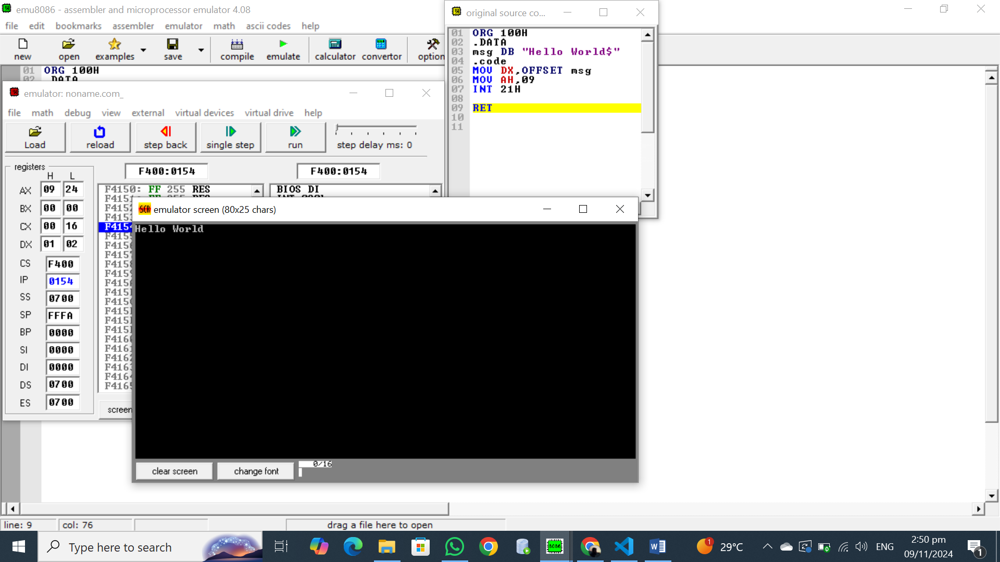 emu8086 - assembler and microprocessor emulator 4.08
file edit bookmarks assembler emulator math ascii codes help
new open examples save compile emulate calculator convertor option
01 ORG 100H
02 .DATA
original source co...
01 ORG 100H
02 .DATA
03 msg DB "Hello World$"
04 .code
05 MOV DX,OFFSET msg
06 MOV AH,09
07 INT 21H
08
09 RET
10
11
emulator: noname.com_
file math debug view external virtual devices virtual drive help
Load reload step back single step run step delay ms: 0
registers
H L
AX 09 24
BX 00 00
CX 00 16
DX 01 02
CS F400
IP 0154
SS 0700
SP FFFA
BP 0000
SI 0000
DI 0000
DS 0700
ES 0700
F400:0154 F400:0154
F4150: FF 255 RES
F4151
F4152
F4153
F4154
F4155
F4156
F4157
F4158
F4159
F415A
F4160
F4161
F4162
F4163
F4164
F4165
BIOS DI
INT 020h
screen
emulator screen (80x25 chars)
Hello World
clear screen change font 0/16
line: 9 col: 76 drag a file here to open
Type here to search
8086
1
29°C
ENG
2:50 pm
09/11/2024
1